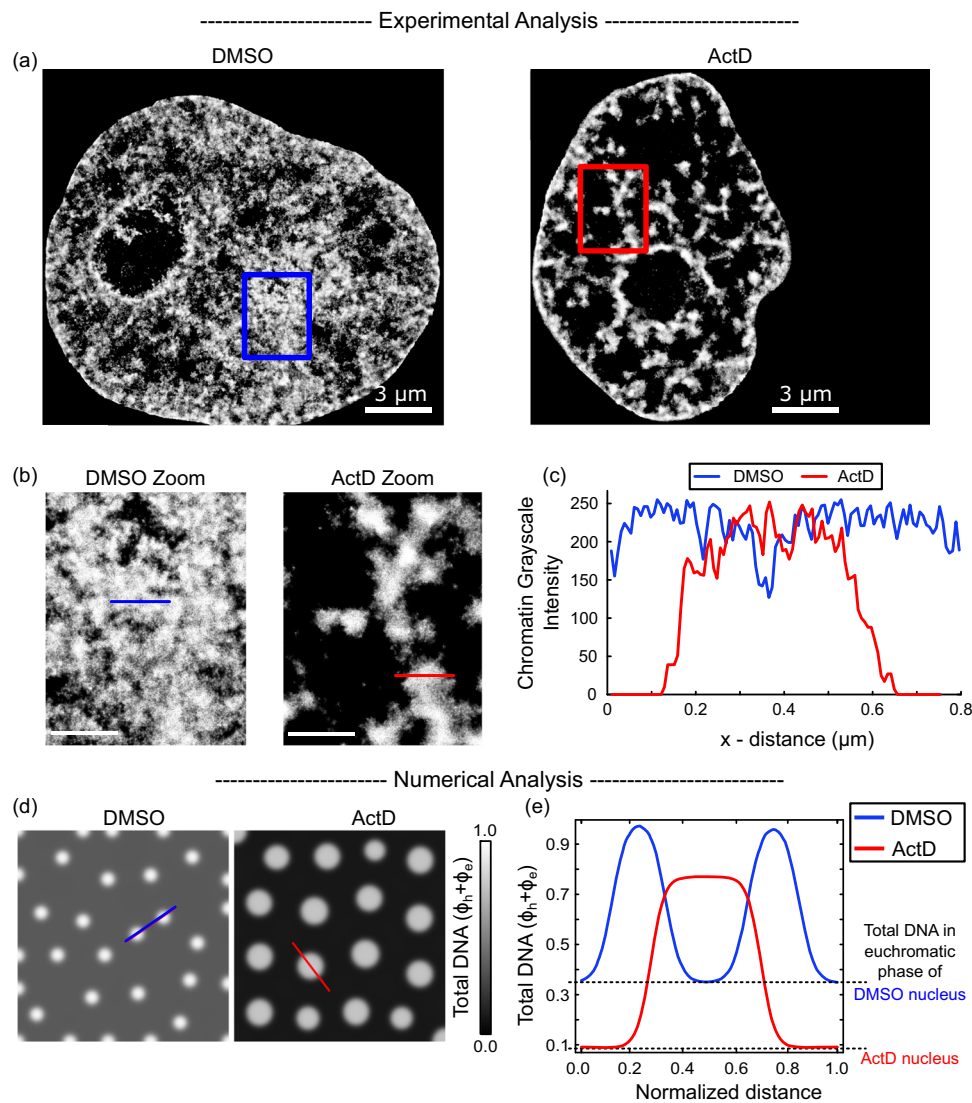 ----------------------- Experimental Analysis -----------------------
(a)
DMSO
ActD
3 μm
3 μm
(b)
DMSO Zoom
ActD Zoom
(c)
DMSO
ActD
Chromatin Grayscale
Intensity
250
200
150
100
50
0
0
0.2
0.4
0.6
0.8
x - distance (μm)
----------------------- Numerical Analysis -----------------------
(d)
DMSO
ActD
1.0
Total DNA (ϕh+ϕe)
0.0
(e)
DMSO
ActD
Total DNA (ϕh+ϕe)
0.9
0.7
0.5
0.3
0.1
0.0
0.2
0.4
0.6
0.8
1.0
Normalized distance
Total DNA in
euchromatic
phase of
DMSO nucleus
ActD nucleus